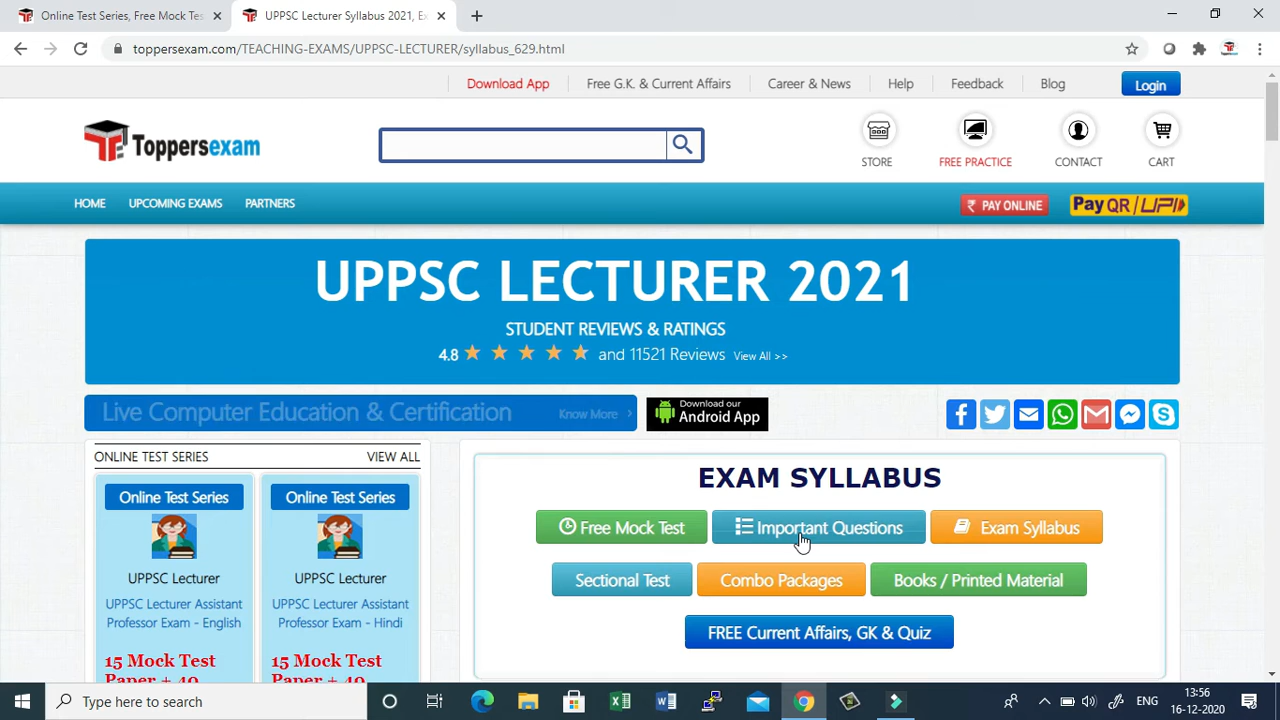 Online Test Series, Free Mock Tes
UPPSC Lecturer Syllabus 2021, Ex
toppersexam.com/TEACHING-EXAMS/UPPSC-LECTURER/syllabus_629.html
Download App
Free G.K. & Current Affairs
Career & News
Help
Feedback
Blog
Login
Toppersexam
STORE
FREE PRACTICE
CONTACT
CART
HOME
UPCOMING EXAMS
PARTNERS
₹ PAY ONLINE
Pay QR/UPI
UPPSC LECTURER 2021
STUDENT REVIEWS & RATINGS
4.8 and 11521 Reviews View All >>
Live Computer Education & Certification
Know More ›
Download our
Android App
ONLINE TEST SERIES
VIEW ALL
Online Test Series
UPPSC Lecturer
UPPSC Lecturer Assistant
Professor Exam - English
15 Mock Test
Paper + 40
Online Test Series
UPPSC Lecturer
UPPSC Lecturer Assistant
Professor Exam - Hindi
15 Mock Test
Paper + 40
EXAM SYLLABUS
Free Mock Test
Important Questions
Exam Syllabus
Sectional Test
Combo Packages
Books / Printed Material
FREE Current Affairs, GK & Quiz
Type here to search
ENG
13:56
16-12-2020